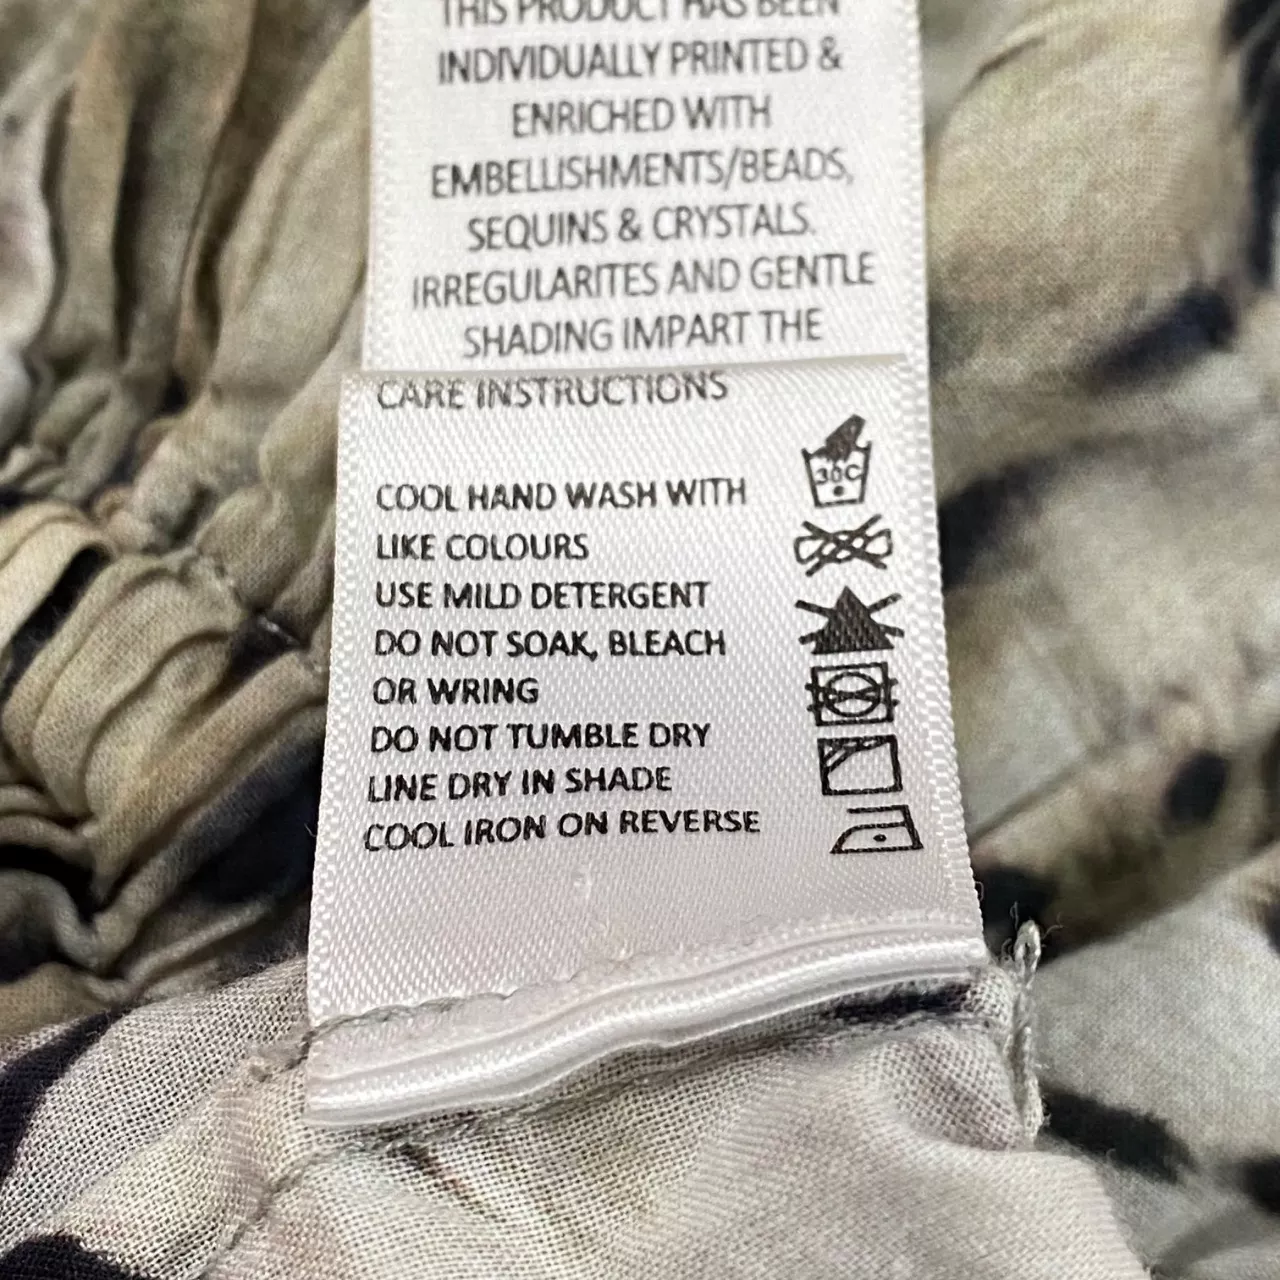 THIS PRODUCT HAS BEEN
INDIVIDUALLY PRINTED &
ENRICHED WITH
EMBELLISHMENTS/BEADS,
SEQUINS & CRYSTALS.
IRREGULARITES AND GENTLE
SHADING IMPART THE
CARE INSTRUCTIONS
COOL HAND WASH WITH
LIKE COLOURS
USE MILD DETERGENT
DO NOT SOAK, BLEACH
OR WRING
DO NOT TUMBLE DRY
LINE DRY IN SHADE
COOL IRON ON REVERSE
30C